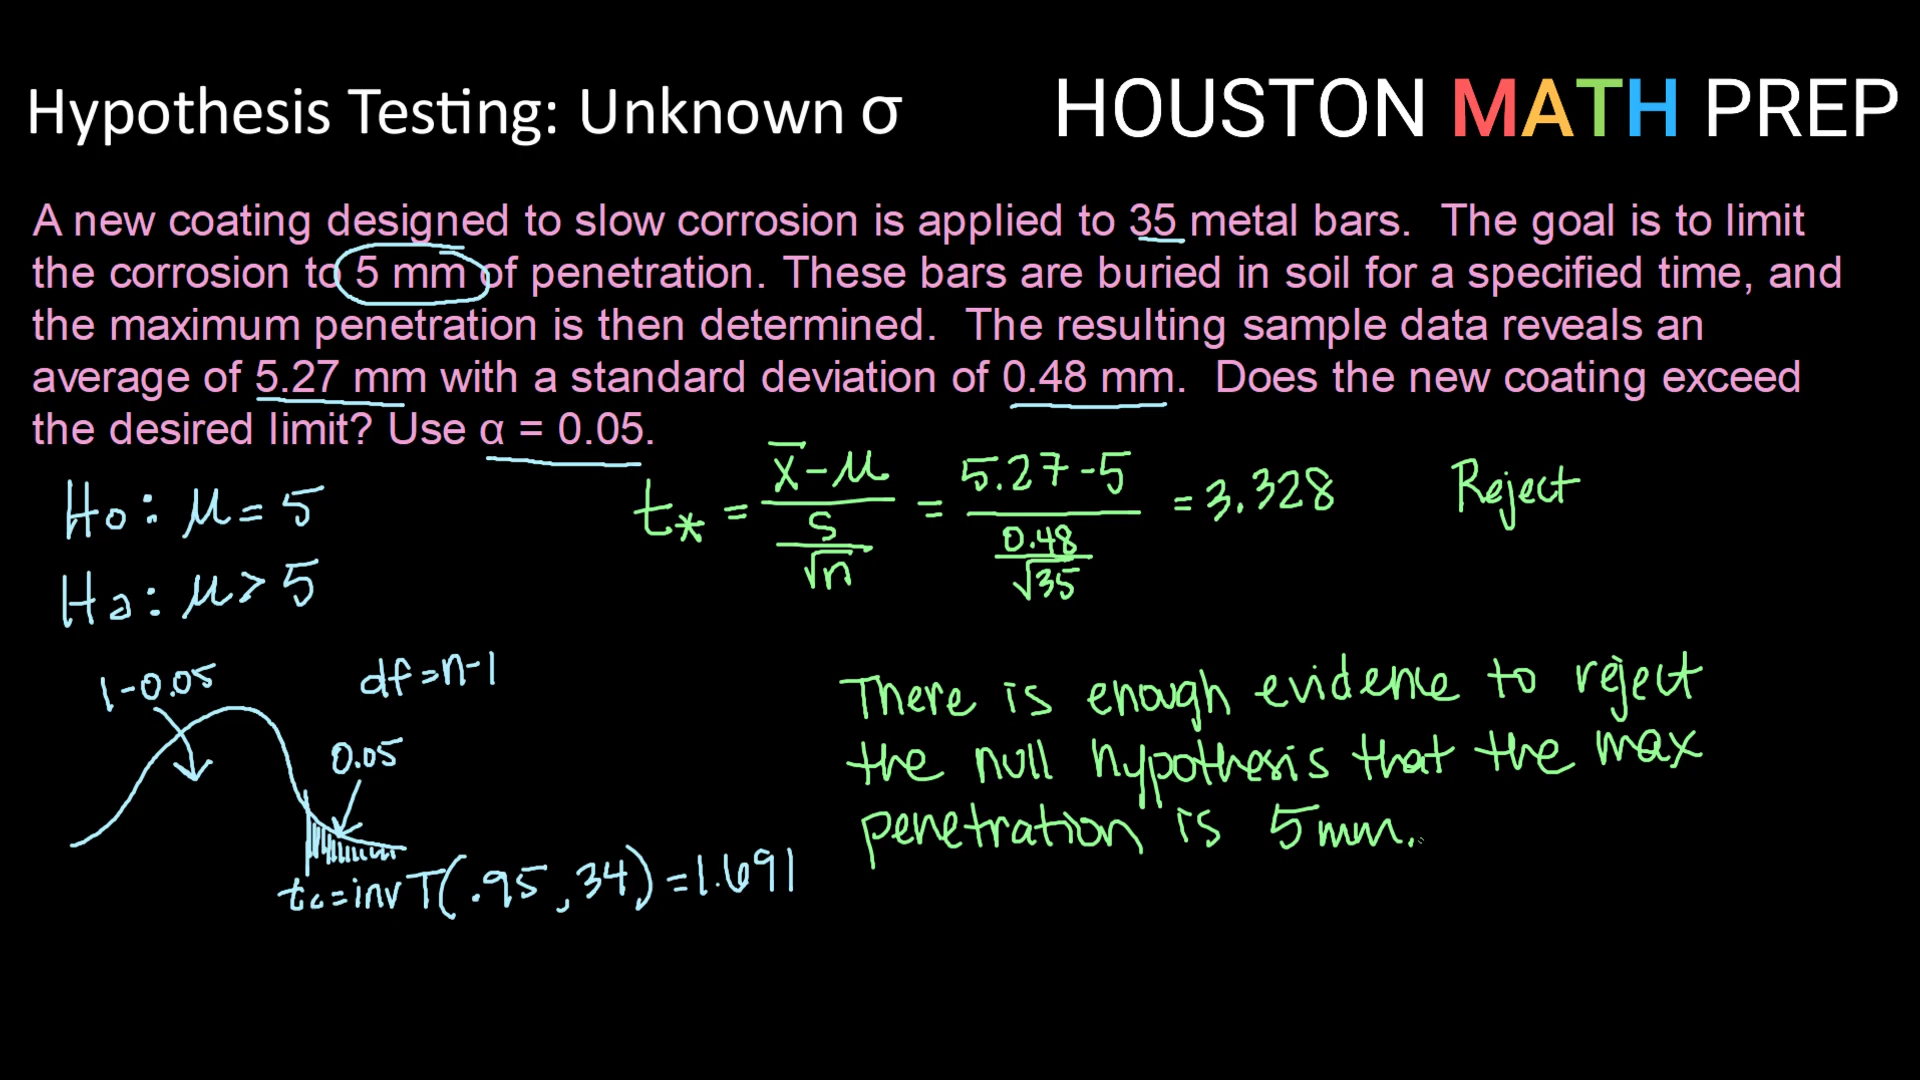 Hypothesis Testing: Unknown σ
HOUSTON MATH PREP
A new coating designed to slow corrosion is applied to 35 metal bars. The goal is to limit
the corrosion to 5 mm of penetration. These bars are buried in soil for a specified time, and
the maximum penetration is then determined. The resulting sample data reveals an
average of 5.27 mm with a standard deviation of 0.48 mm. Does the new coating exceed
the desired limit? Use α = 0.05.
Ho: μ = 5
Ha: μ > 5
t* = (x̄ - μ) / (s / √n) = (5.27 - 5) / (0.48 / √35) = 3.328
Reject
1 - 0.05
df = n - 1
0.05
tc = invT(.95, 34) = 1.691
There is enough evidence to reject
the null hypothesis that the max
penetration is 5mm.